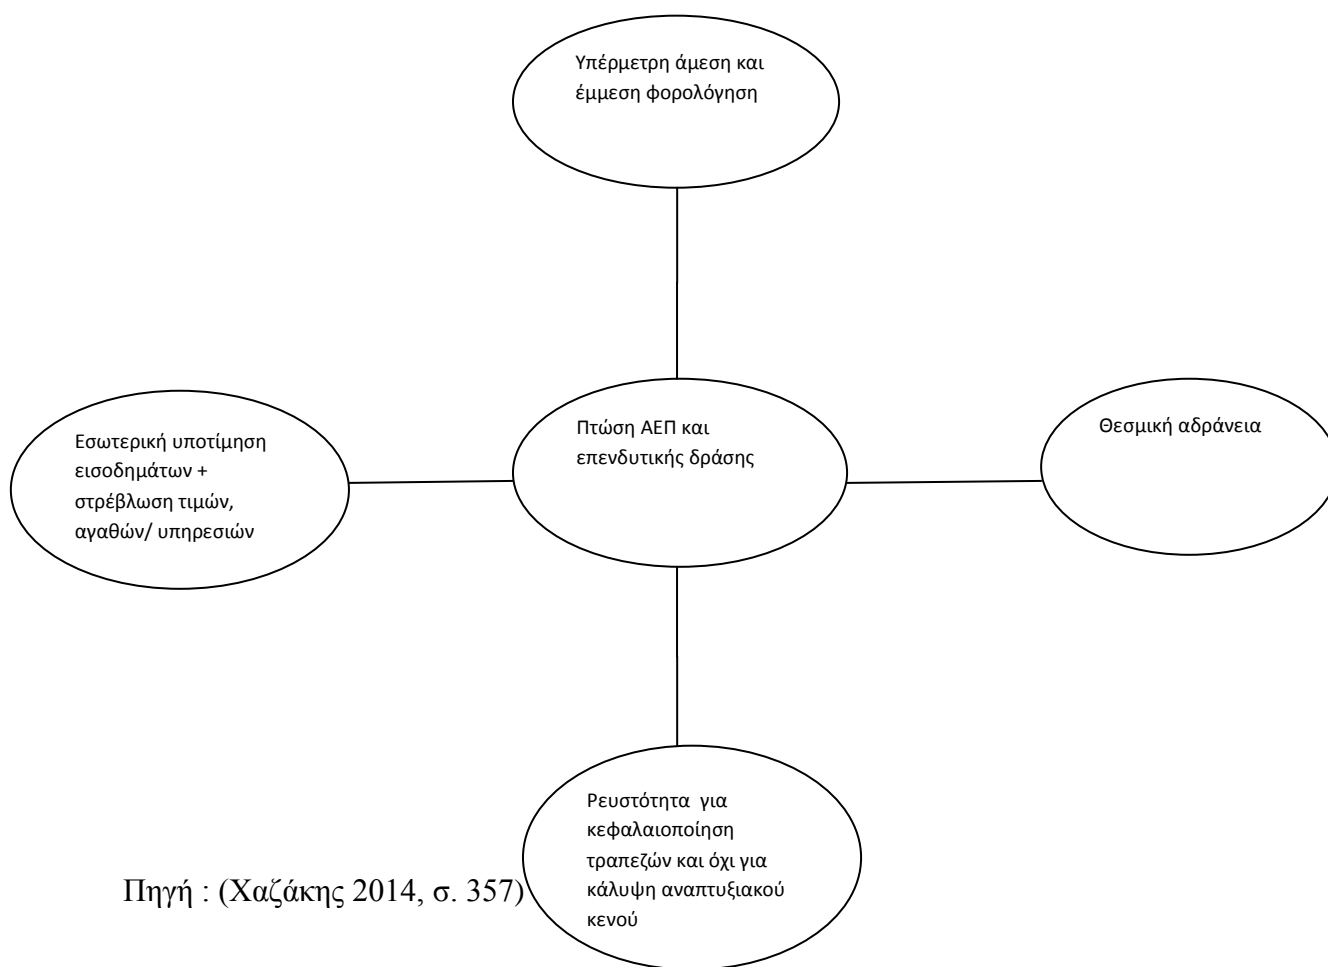 Υπέρμετρη άμεση και
έμμεση φορολόγηση
Εσωτερική υποτίμηση
εισοδημάτων +
στρέβλωση τιμών,
αγαθών/ υπηρεσιών
Πτώση ΑΕΠ και
επενδυτικής δράσης
Θεσμική αδράνεια
Ρευστότητα για
κεφαλαιοποίηση
τραπεζών και όχι για
κάλυψη αναπτυξιακού
κενού
Πηγή : (Χαζάκης 2014, σ. 357)